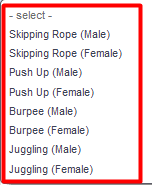 - select -
Skipping Rope (Male)
Skipping Rope (Female)
Push Up (Male)
Push Up (Female)
Burpee (Male)
Burpee (Female)
Juggling (Male)
Juggling (Female)